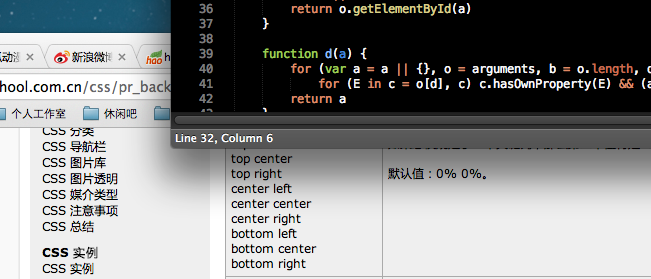 36 return o.getElementById(a)
37 }
38
39 function d(a) {
40 for (var a = a || {}, o = arguments, b = o.length,
41 for (E in c = o[d], c) c.hasOwnProperty(E) && (a
42 return a
Line 32, Column 6
新浪微博
hao
hool.com.cn/css/pr_back
个人工作室
休闲吧
CSS 分类
CSS 导航栏
CSS 图片库
CSS 图片透明
CSS 媒介类型
CSS 注意事项
CSS 总结
CSS 实例
CSS 实例
top center
top right
center left
center center
center right
bottom left
bottom center
bottom right
默认值：0% 0%。